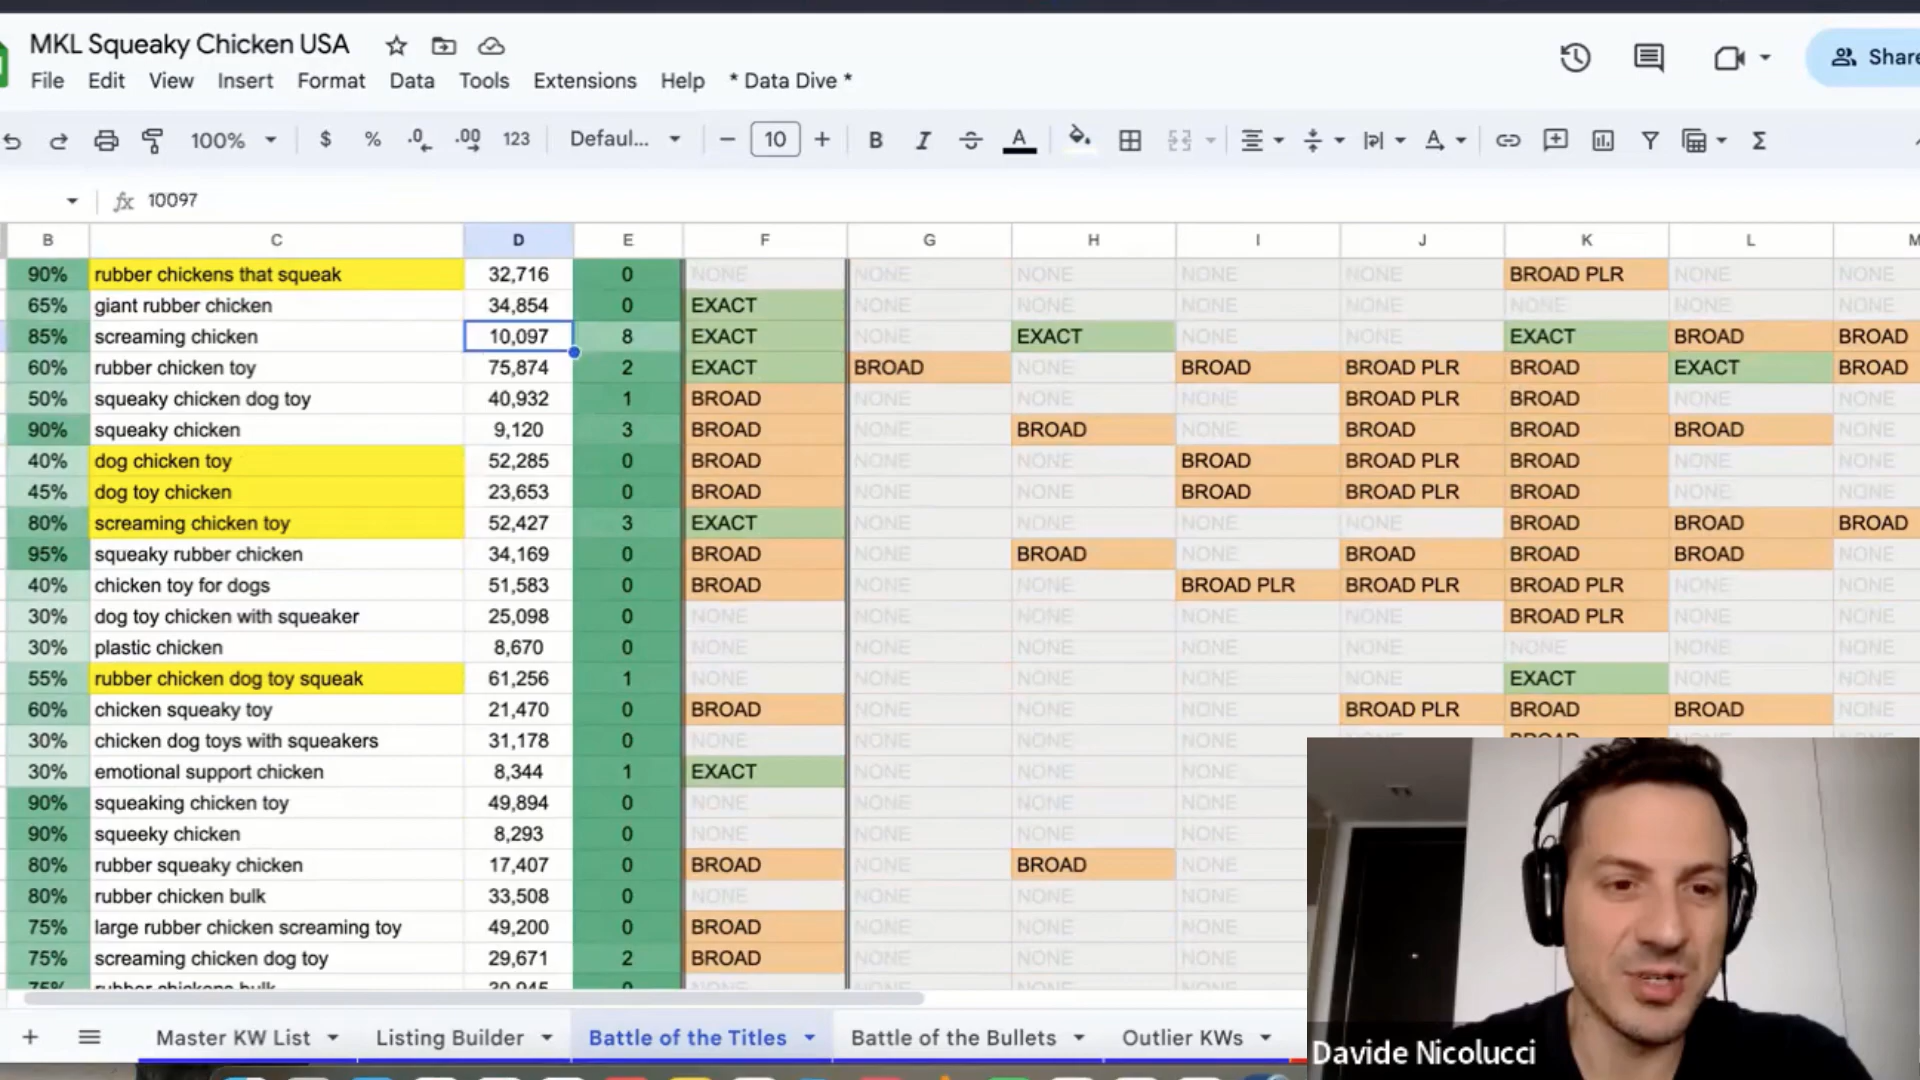 MKL Squeaky Chicken USA
File Edit View Insert Format Data Tools Extensions Help * Data Dive *
Share
100% $ % .0 .00 123 Defaul... 10 B I A
fx 10097
B C D E F G H I J K L M
90% rubber chickens that squeak 32,716 0 NONE NONE NONE NONE NONE BROAD PLR NONE
65% giant rubber chicken 34,854 0 EXACT NONE NONE NONE NONE NONE NONE NONE
85% screaming chicken 10,097 8 EXACT NONE EXACT NONE NONE EXACT BROAD BROAD
60% rubber chicken toy 75,874 2 EXACT BROAD NONE BROAD BROAD PLR BROAD EXACT BROAD
50% squeaky chicken dog toy 40,932 1 BROAD NONE NONE NONE BROAD PLR BROAD NONE NONE
90% squeaky chicken 9,120 3 BROAD NONE BROAD NONE BROAD BROAD BROAD NONE
40% dog chicken toy 52,285 0 BROAD NONE NONE BROAD BROAD PLR BROAD NONE NONE
45% dog toy chicken 23,653 0 BROAD NONE NONE BROAD BROAD PLR BROAD NONE NONE
80% screaming chicken toy 52,427 3 EXACT NONE NONE NONE NONE BROAD BROAD BROAD
95% squeaky rubber chicken 34,169 0 BROAD NONE BROAD NONE BROAD BROAD BROAD NONE
40% chicken toy for dogs 51,583 0 BROAD NONE NONE BROAD PLR BROAD PLR BROAD PLR NONE NONE
30% dog toy chicken with squeaker 25,098 0 NONE NONE NONE NONE NONE BROAD PLR NONE NONE
30% plastic chicken 8,670 0 NONE NONE NONE NONE NONE NONE NONE NONE
55% rubber chicken dog toy squeak 61,256 1 NONE NONE NONE NONE NONE EXACT NONE NONE
60% chicken squeaky toy 21,470 0 BROAD NONE NONE NONE BROAD PLR BROAD BROAD NONE
30% chicken dog toys with squeakers 31,178 0 NONE NONE NONE NONE
30% emotional support chicken 8,344 1 EXACT NONE NONE NONE
90% squeaking chicken toy 49,894 0 NONE NONE NONE NONE
90% squeeky chicken 8,293 0 NONE NONE NONE NONE
80% rubber squeaky chicken 17,407 0 BROAD NONE BROAD NONE
80% rubber chicken bulk 33,508 0 NONE NONE NONE NONE
75% large rubber chicken screaming toy 49,200 0 BROAD NONE NONE NONE
75% screaming chicken dog toy 29,671 2 BROAD NONE NONE NONE
75% rubber chickens bulk
Master KW List Listing Builder Battle of the Titles Battle of the Bullets Outlier KWs
Davide Nicolucci